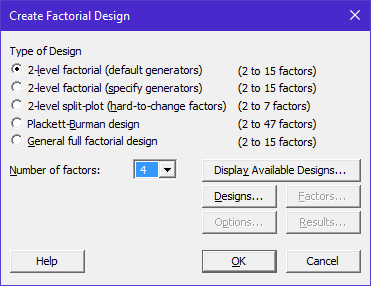 Create Factorial Design
Type of Design
2-level factorial (default generators) (2 to 15 factors)
2-level factorial (specify generators) (2 to 15 factors)
2-level split-plot (hard-to-change factors) (2 to 7 factors)
Plackett-Burman design (2 to 47 factors)
General full factorial design (2 to 15 factors)
Number of factors: 4 Display Available Designs...
Designs... Factors...
Options... Results...
Help OK Cancel